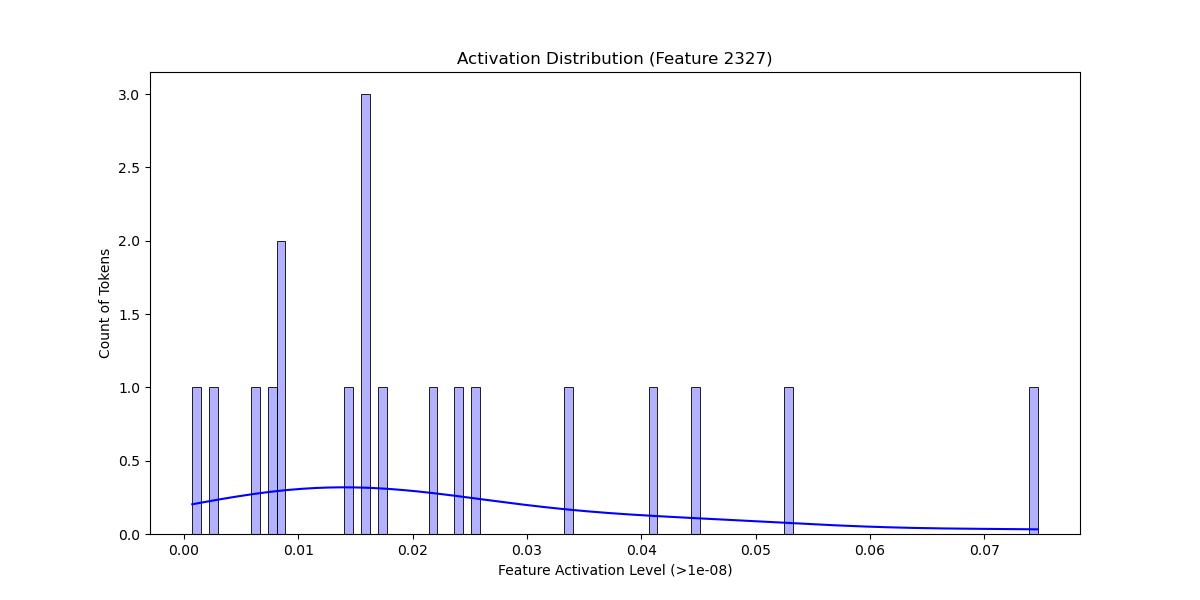 Activation Distribution (Feature 2327)
Count of Tokens
3.0
2.5
2.0
1.5
1.0
0.5
0.0
0.00 0.01 0.02 0.03 0.04 0.05 0.06 0.07
Feature Activation Level (>1e-08)